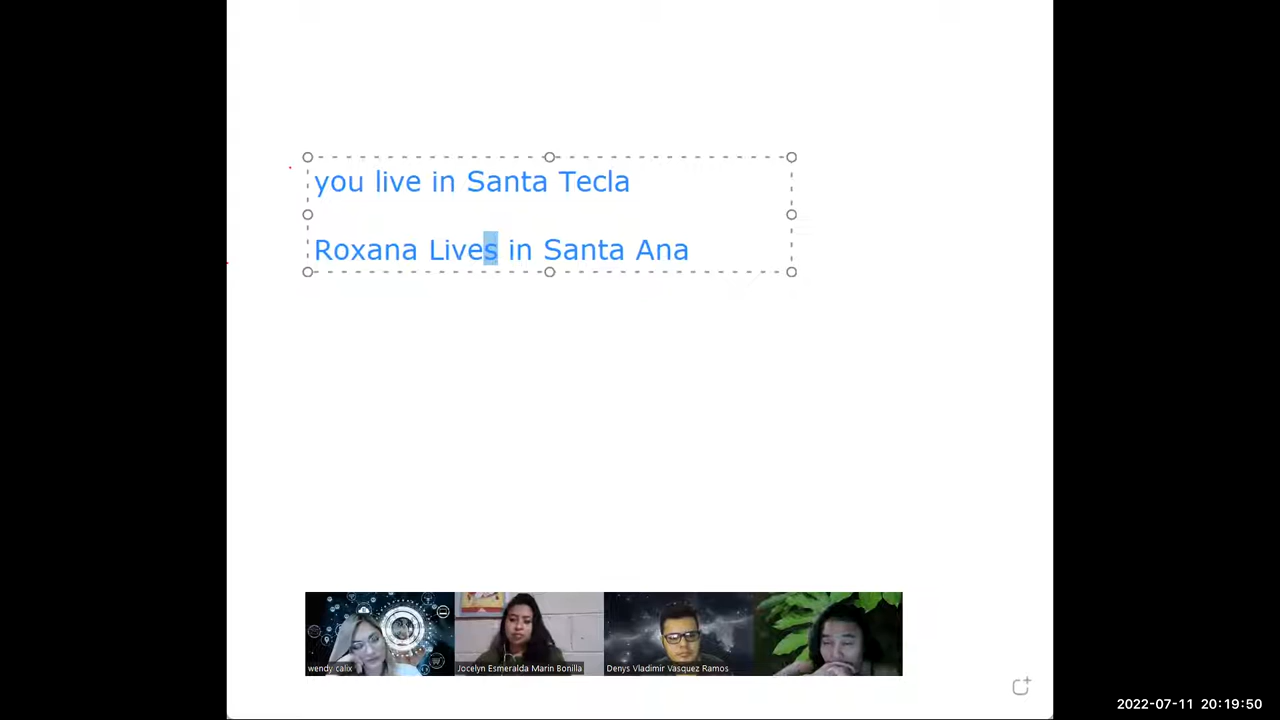 you live in Santa Tecla
Roxana Lives in Santa Ana
wendy calix
Jocelyn Esmeralda Marin Bonilla
Denys Vladimir Vasquez Ramos
2022-07-11 20:19:50